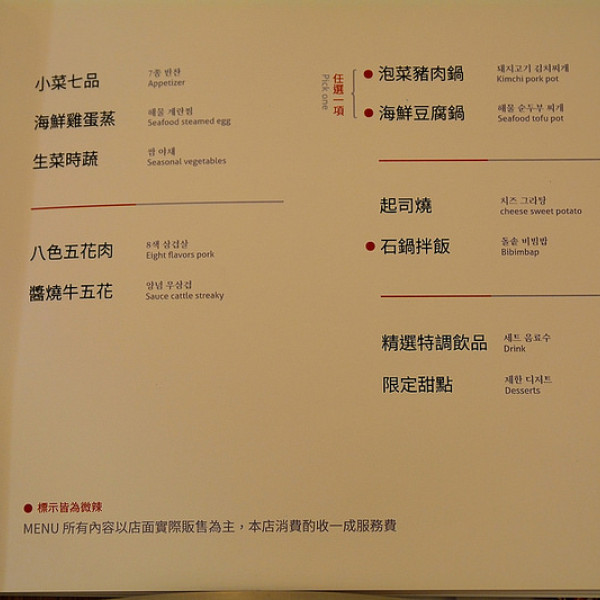 小菜七品
7종 반찬
Appetizer
海鮮雞蛋蒸
해물 계란찜
Seafood steamed egg
生菜時蔬
쌈 야채
Seasonal vegetables
八色五花肉
8색 삼겹살
Eight flavors pork
醬燒牛五花
양념 우삼겹
Sauce cattle streaky
任選一項
Pick one
泡菜豬肉鍋
돼지고기 김치찌개
Kimchi pork pot
海鮮豆腐鍋
해물 순두부 찌개
Seafood tofu pot
起司燒
치즈 그라탕
cheese sweet potato
石鍋拌飯
돌솥 비빔밥
Bibimbap
精選特調飲品
세트 음료수
Drink
限定甜點
제한 디저트
Desserts
標示皆為微辣
MENU 所有內容以店面實際販售為主，本店消費酌收一成服務費